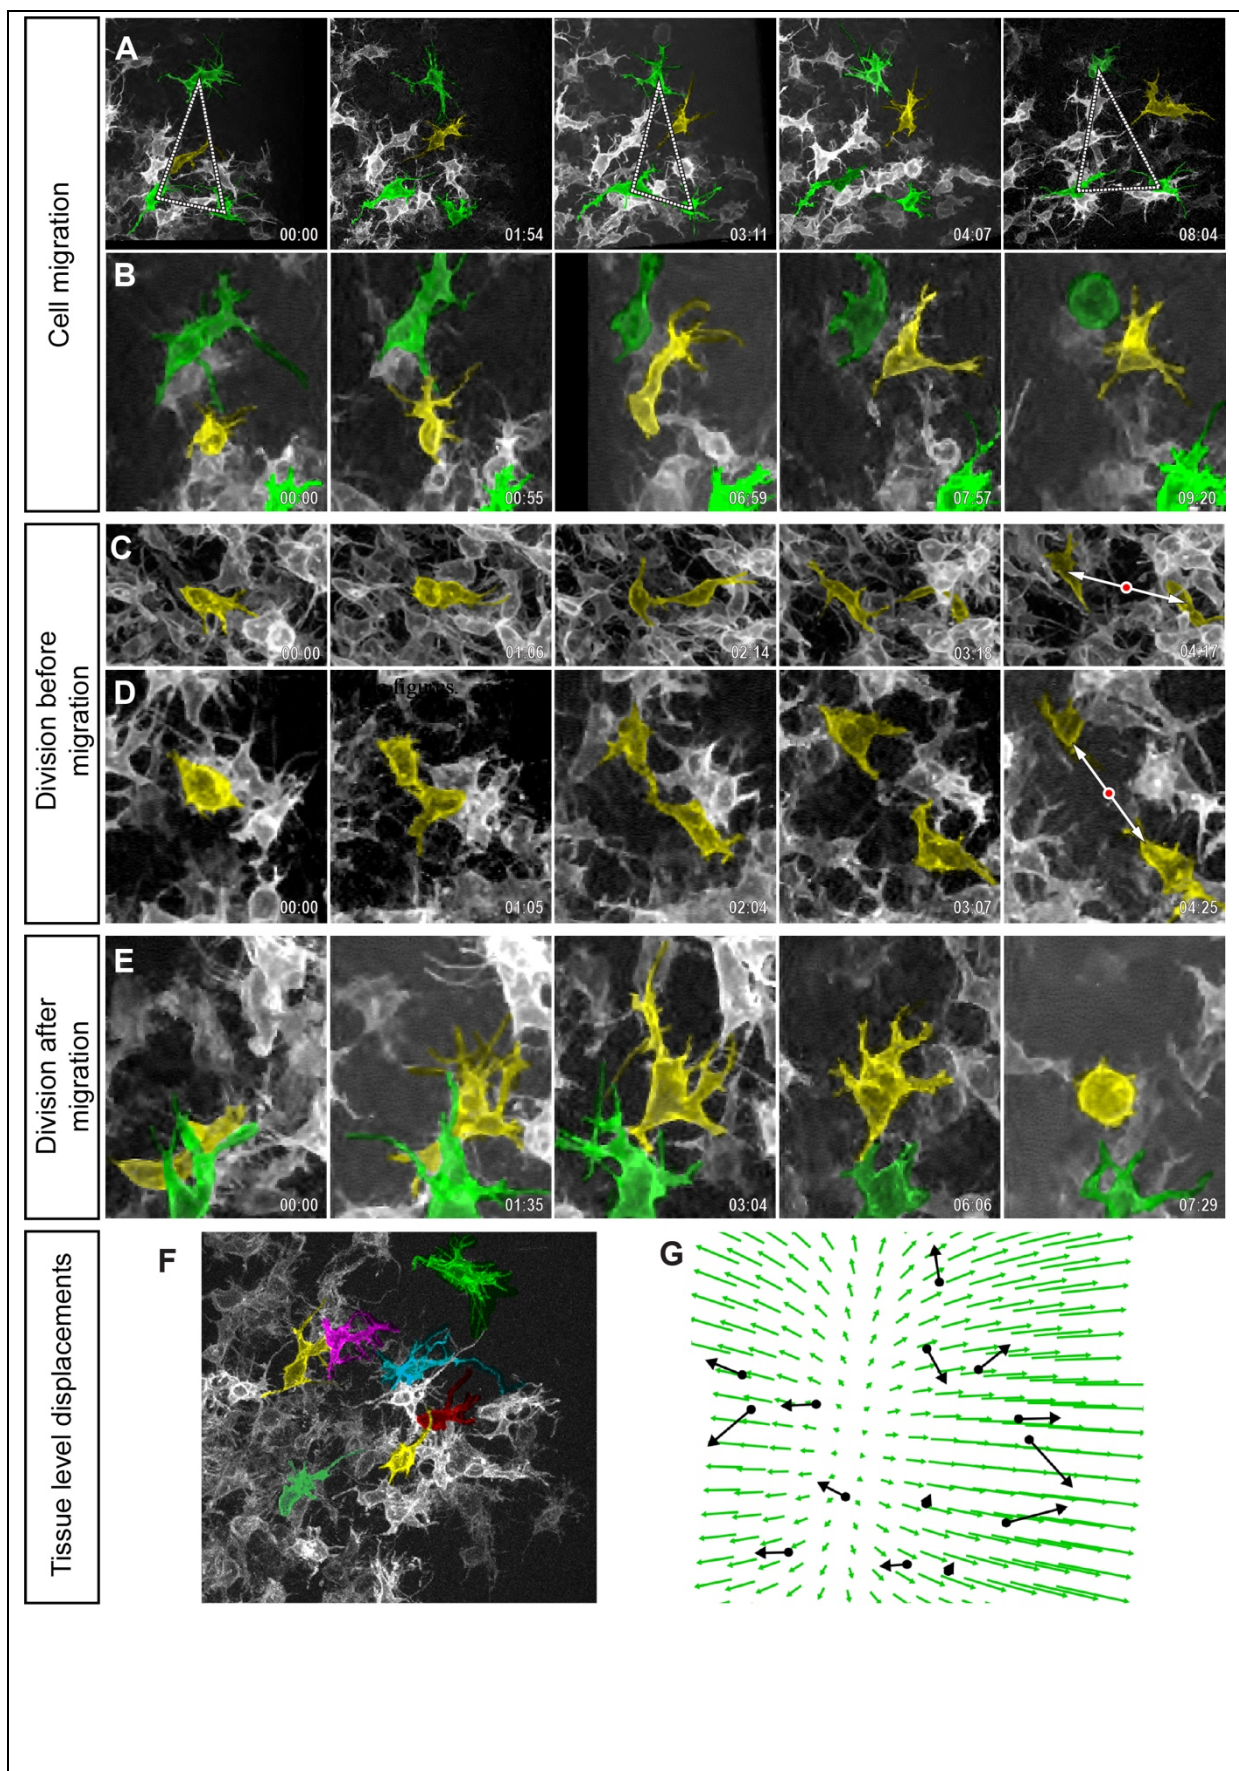 Cell migration
A
00:00
01:54
03:11
04:07
08:04
B
00:00
00:55
06:59
07:57
09:20
Division before
migration
C
00:00
01:06
02:14
03:18
04:17
D
figures.
00:00
01:05
02:04
03:07
04:25
Division after
migration
E
00:00
01:35
03:04
06:06
07:29
Tissue level displacements
F
G